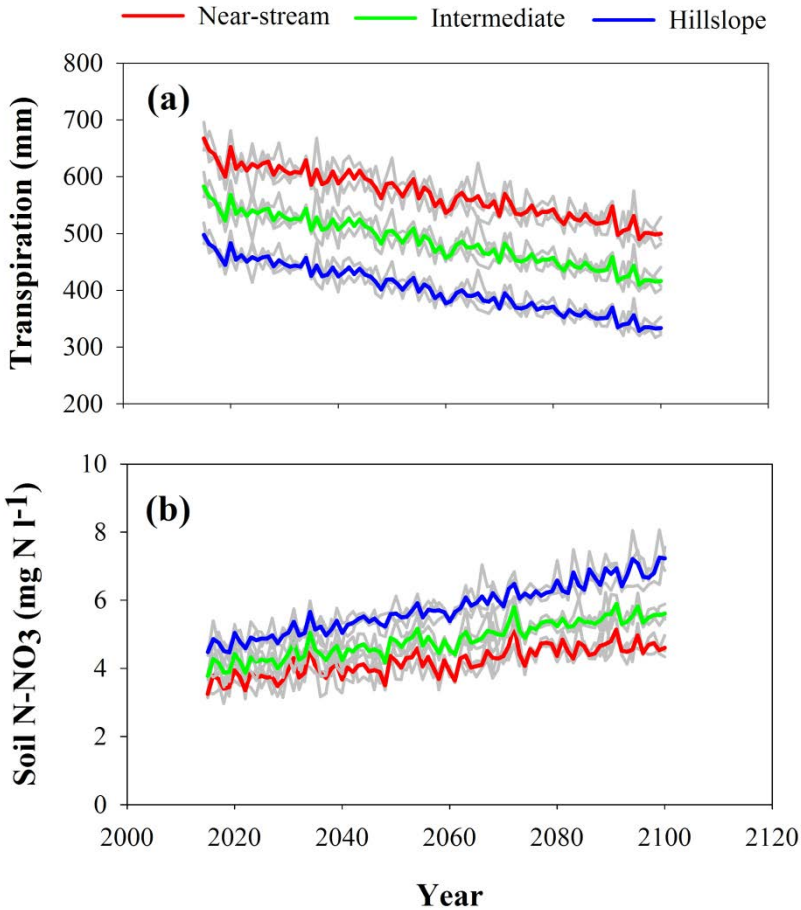 Near-stream Intermediate Hillslope
(a)
Transpiration (mm)
800
700
600
500
400
300
200
(b)
Soil N-NO3 (mg N l-1)
10
8
6
4
2
0
2000 2020 2040 2060 2080 2100 2120
Year